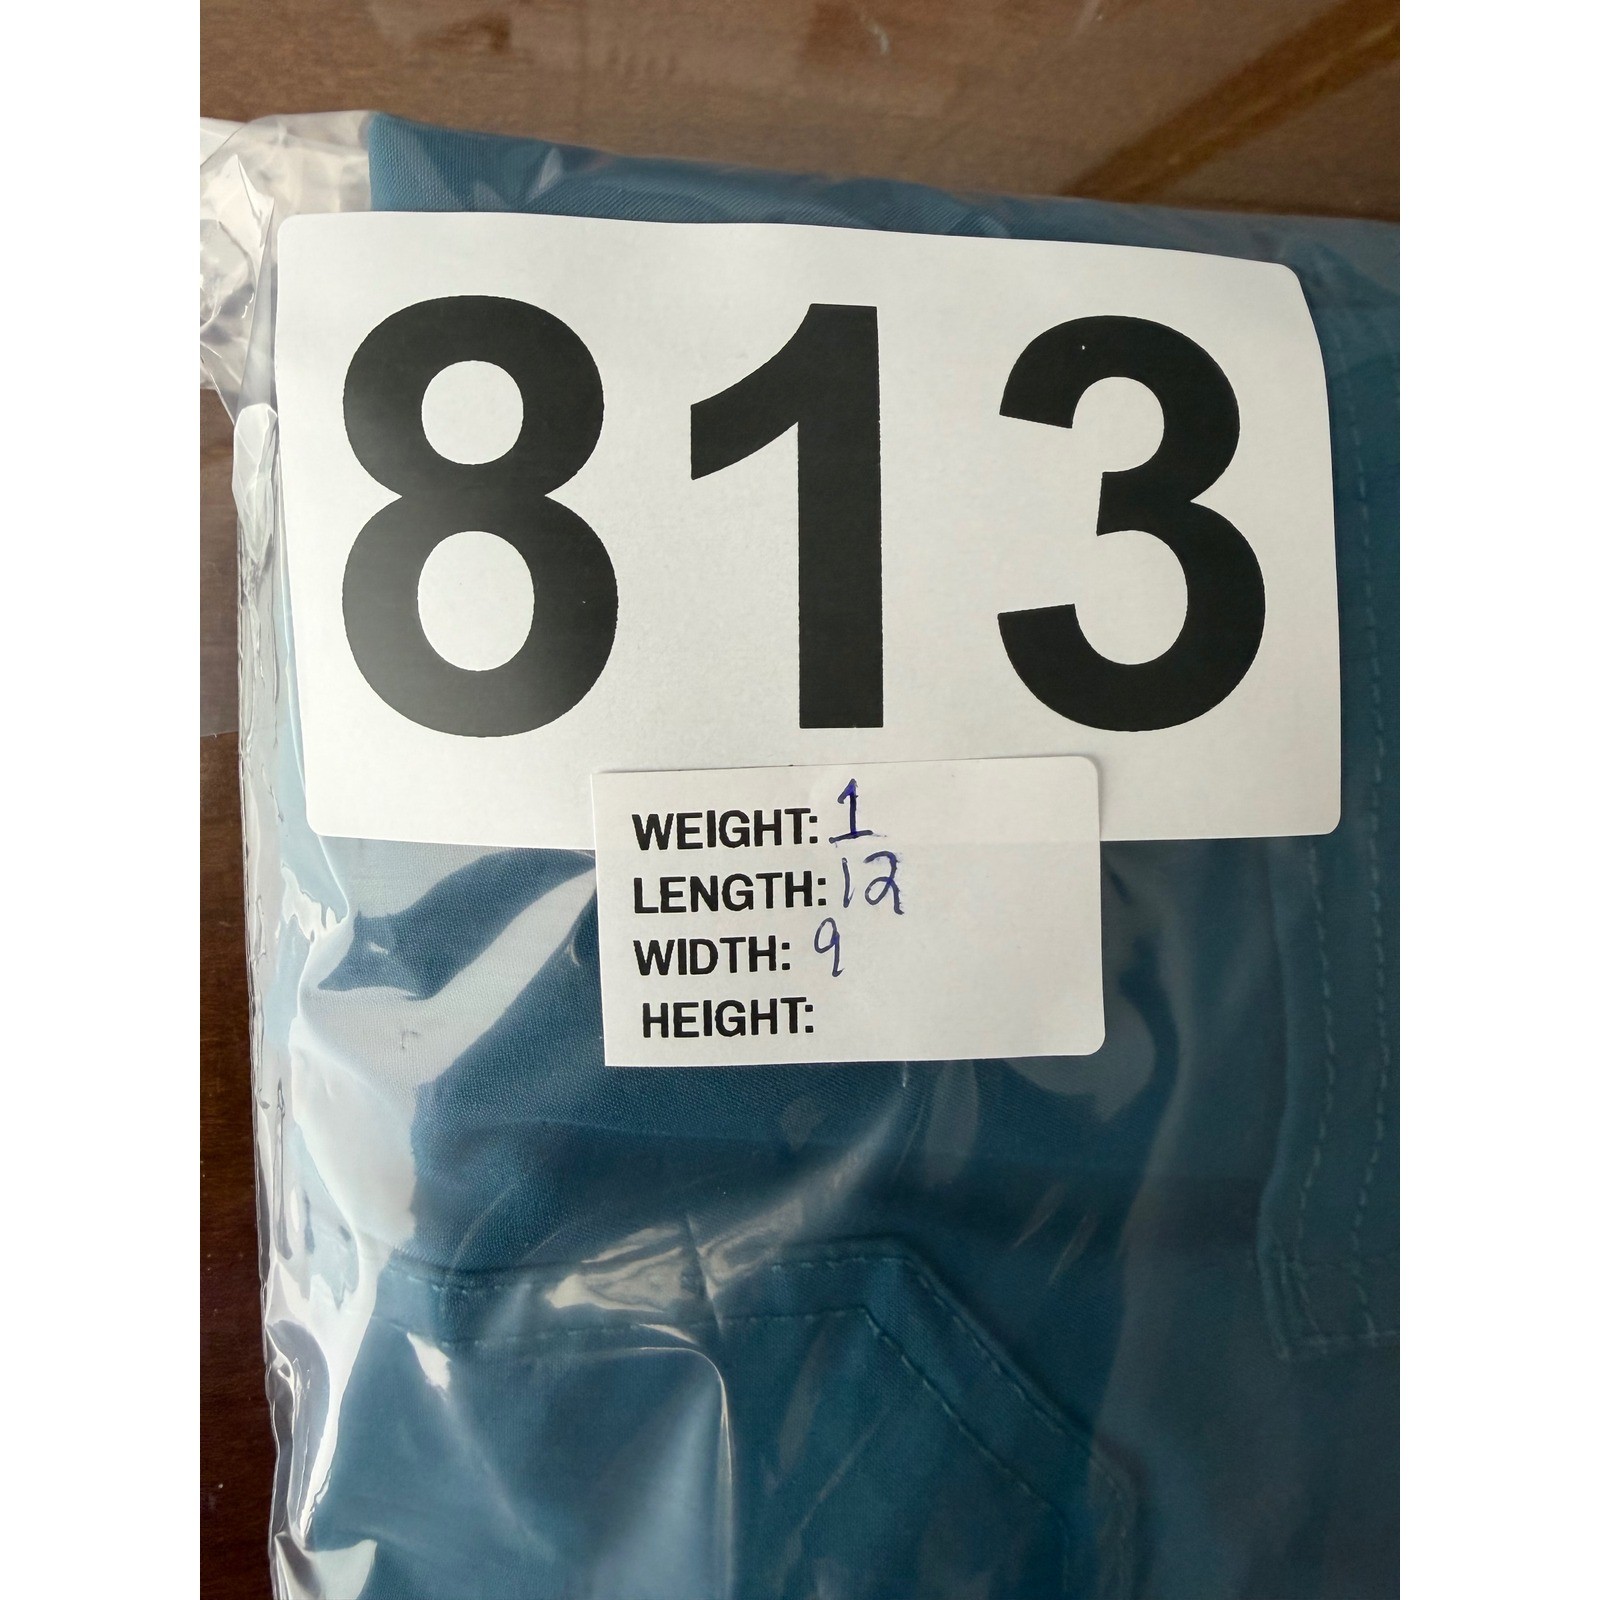 813
WEIGHT: 1
LENGTH: 12
WIDTH: 9
HEIGHT: